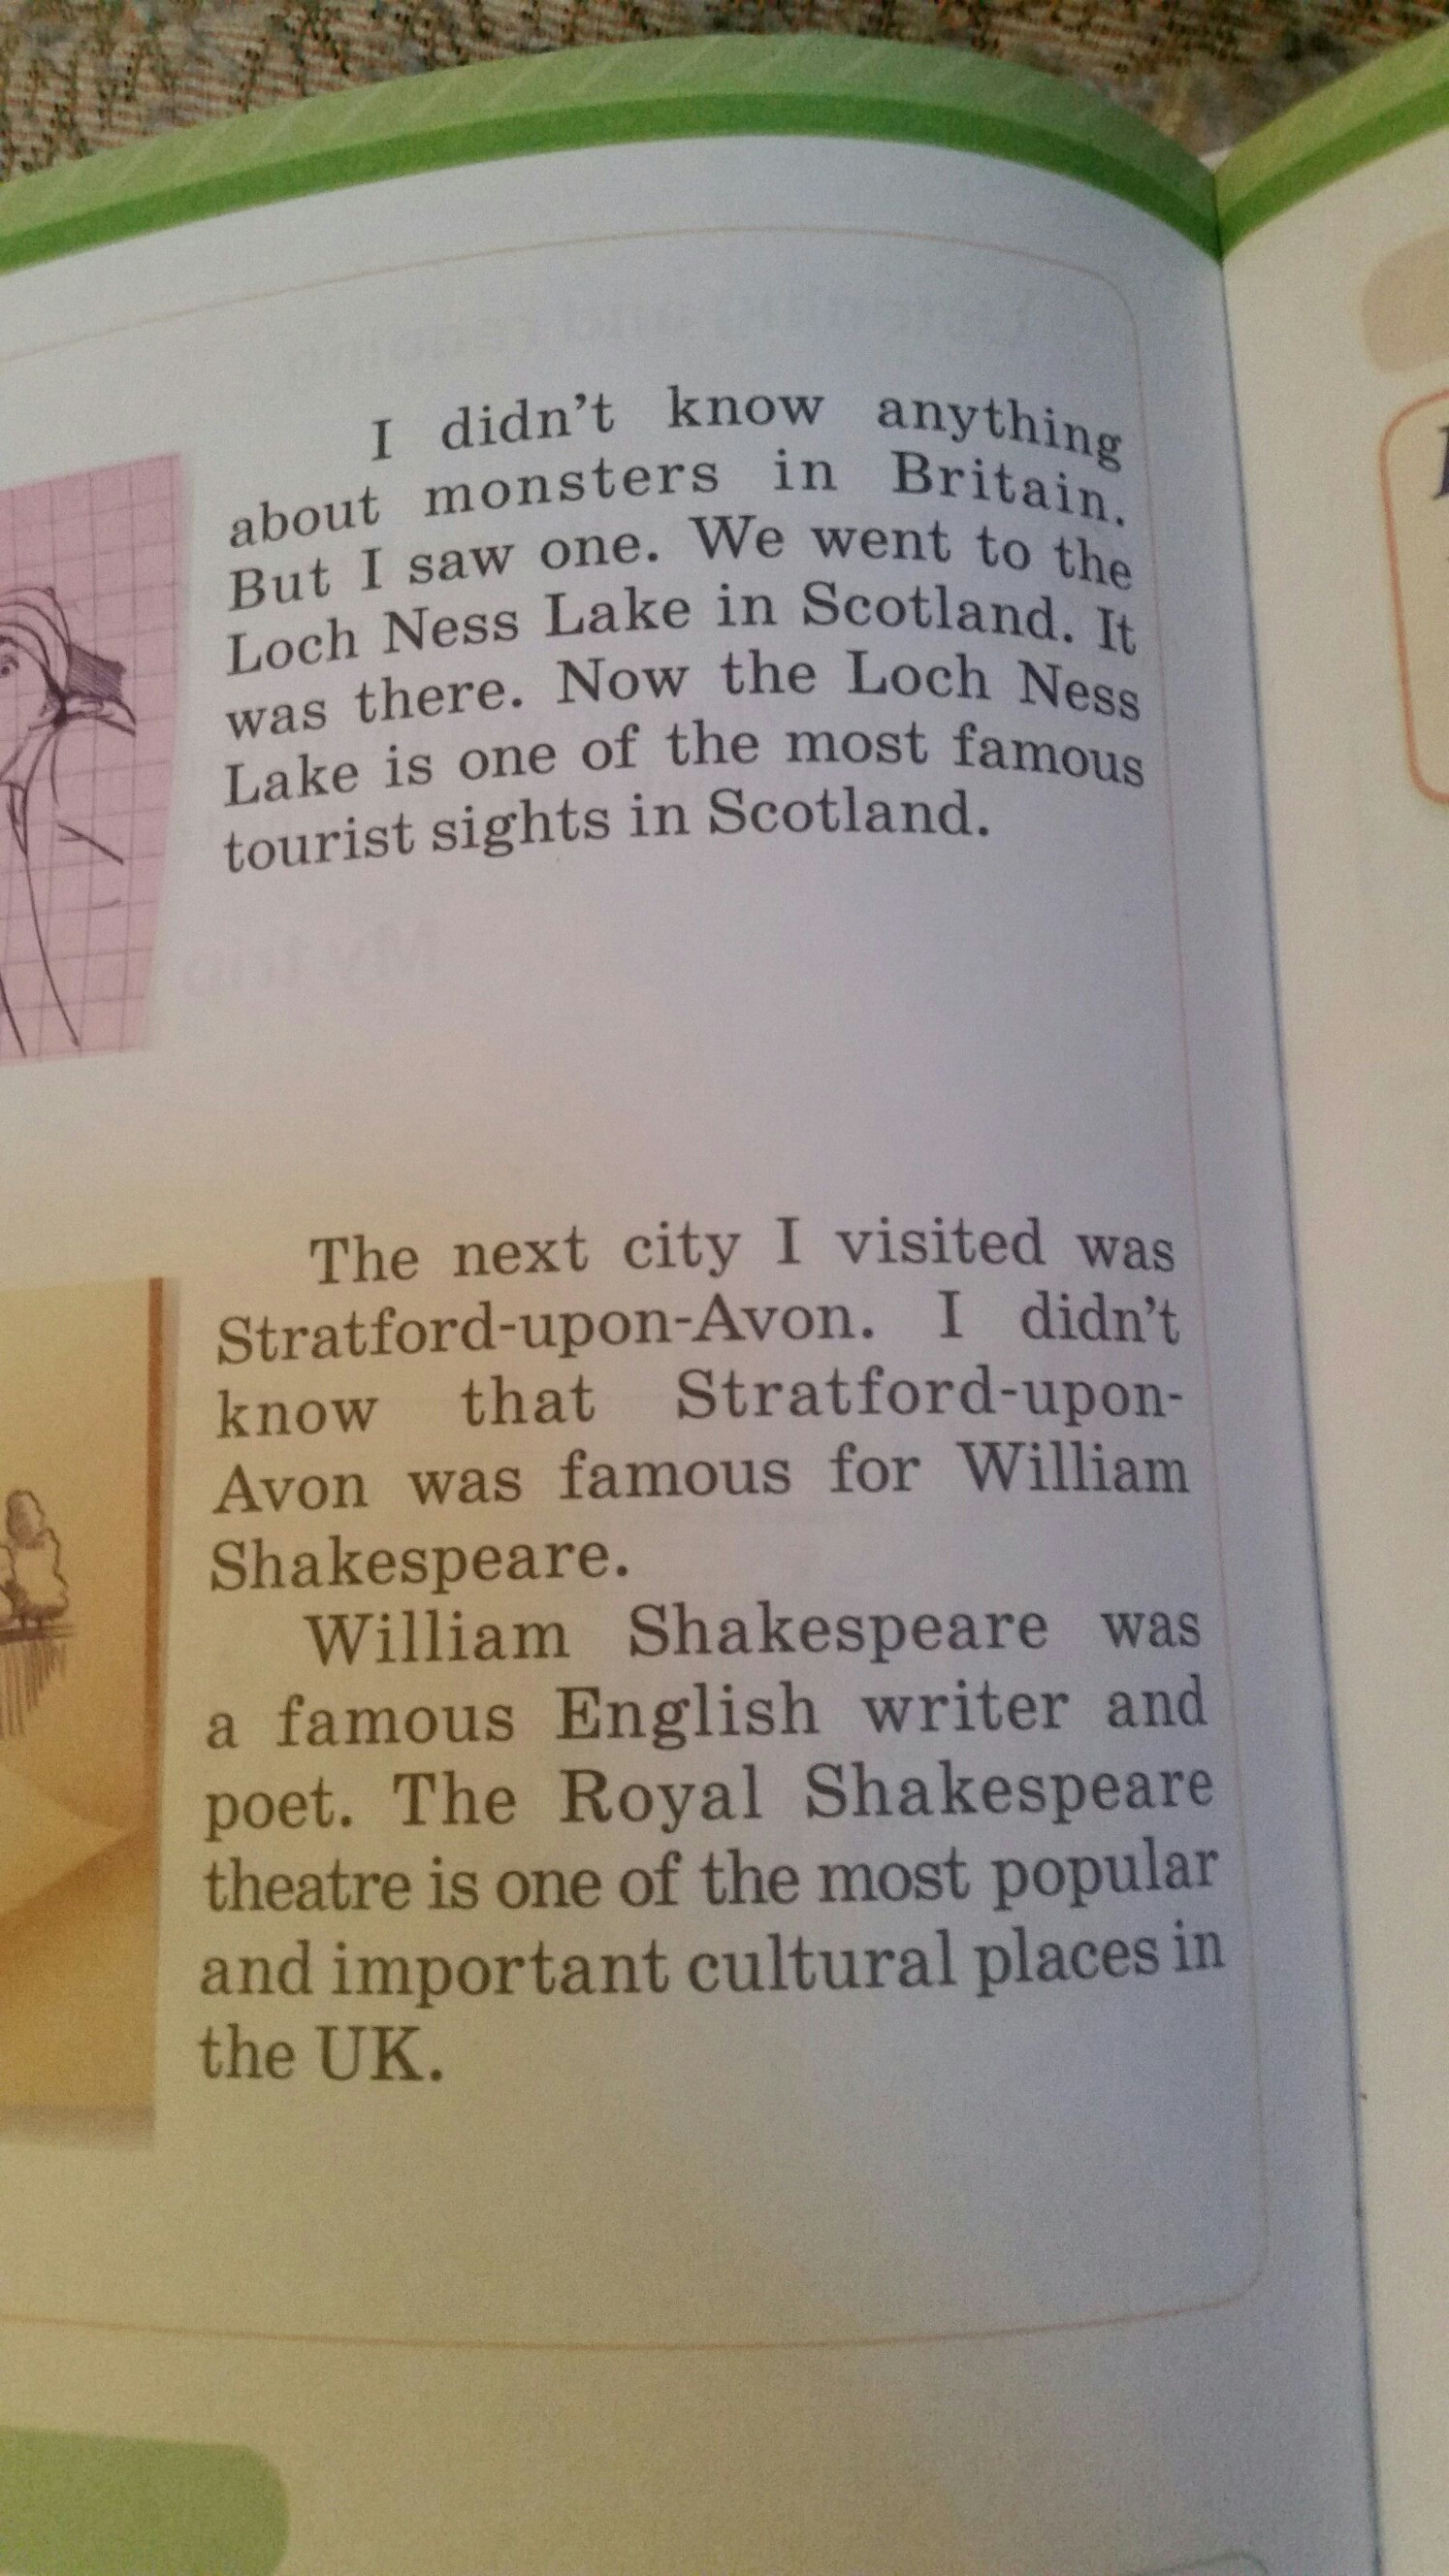 I didn't know anything
about monsters in Britain.
But I saw one. We went to the
Loch Ness Lake in Scotland. It
was there. Now the Loch Ness
Lake is one of the most famous
tourist sights in Scotland.
The next city I visited was
Stratford-upon-Avon. I didn't
know that Stratford-upon-
Avon was famous for William
Shakespeare.
William Shakespeare was
a famous English writer and
poet. The Royal Shakespeare
theatre is one of the most popular
and important cultural places in
the UK.